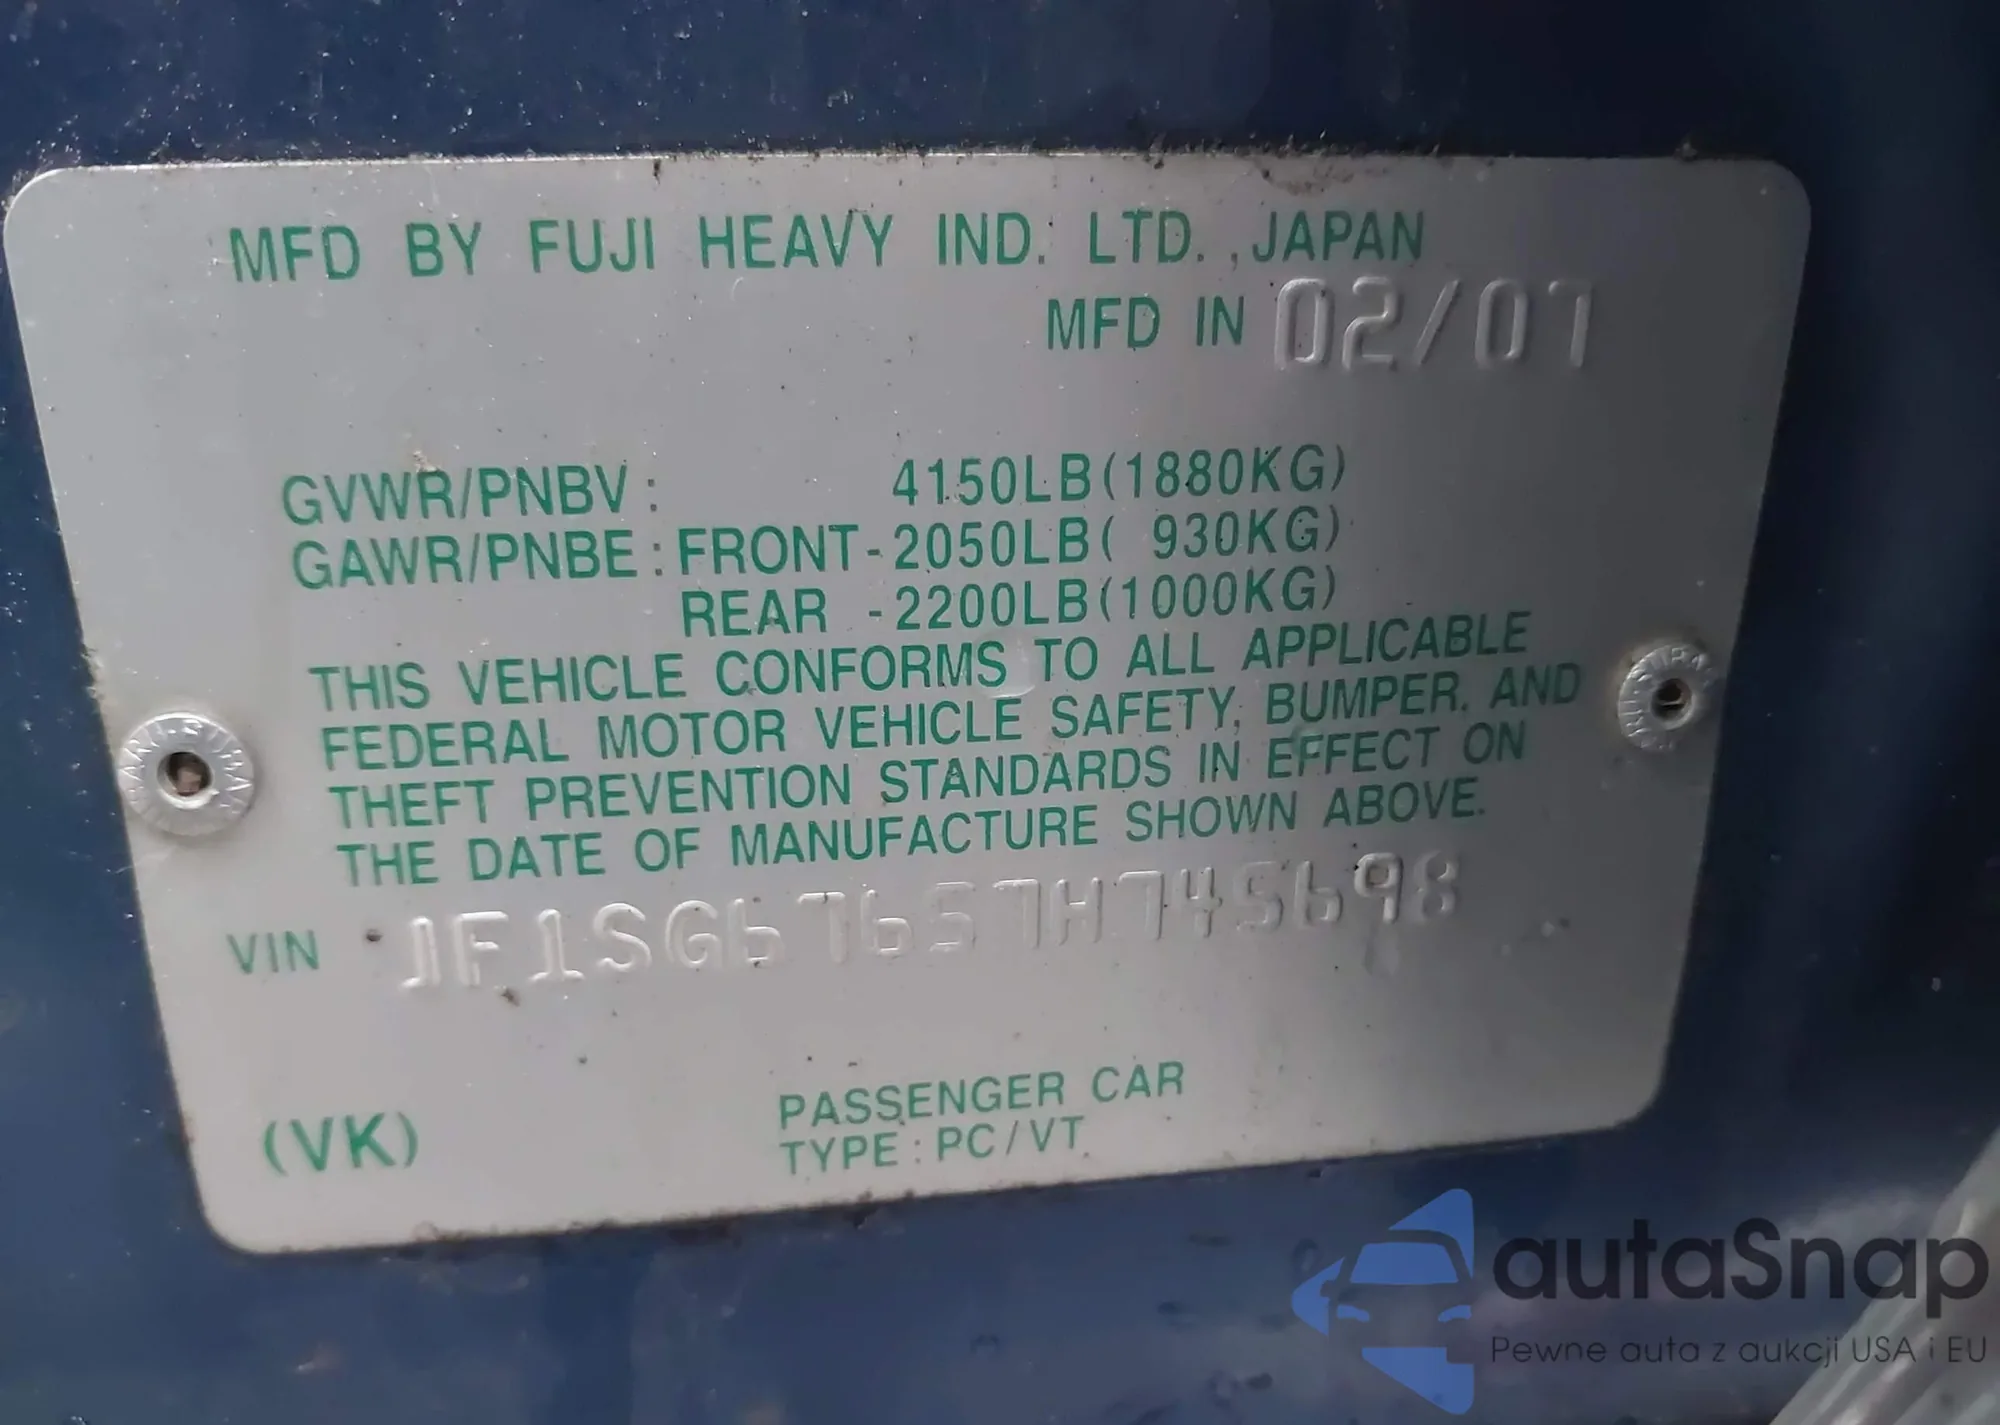 MFD BY FUJI HEAVY IND. LTD.,JAPAN
MFD IN 02/07
GVWR/PNBV: 4150LB(1880KG)
GAWR/PNBE:FRONT-2050LB( 930KG)
REAR -2200LB(1000KG)
THIS VEHICLE CONFORMS TO ALL APPLICABLE
FEDERAL MOTOR VEHICLE SAFETY, BUMPER, AND
THEFT PREVENTION STANDARDS IN EFFECT ON
THE DATE OF MANUFACTURE SHOWN ABOVE.
VIN JF1SG67657H745698
(VK)
PASSENGER CAR
TYPE:PC/VT
autaSnap
Pewne auta z aukcji USA i EU